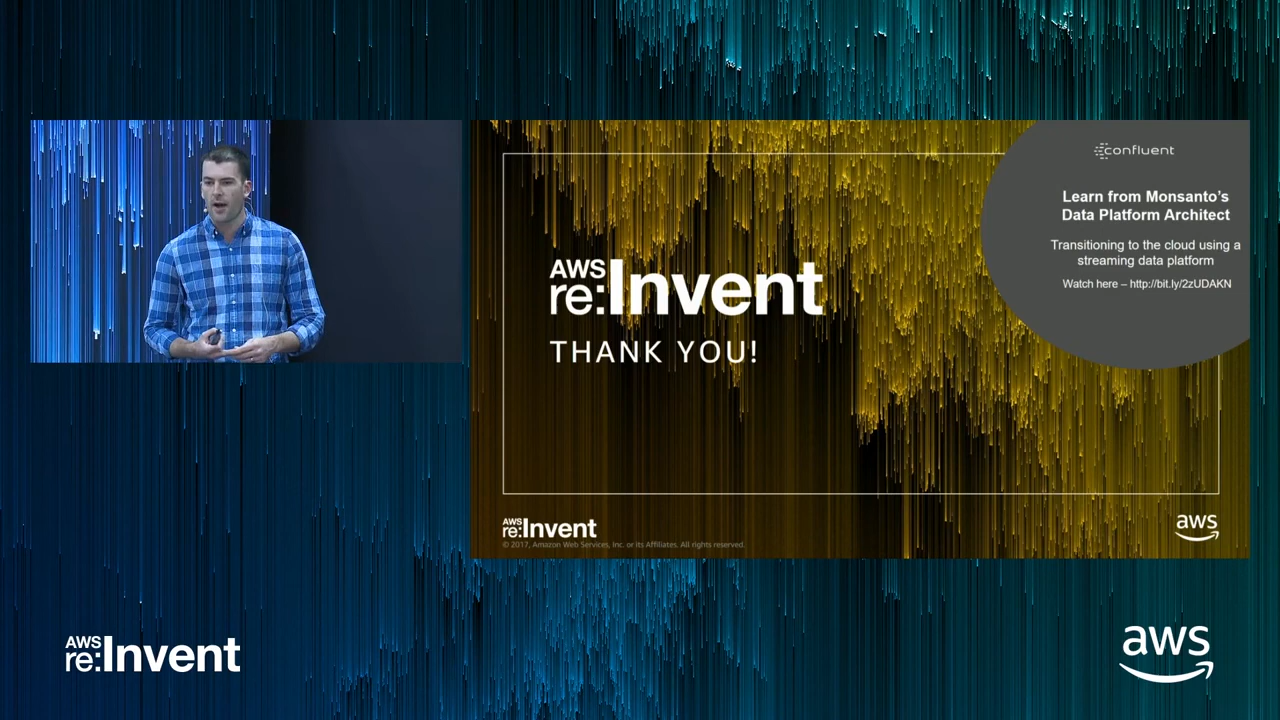 confluent
Learn from Monsanto's
Data Platform Architect
Transitioning to the cloud using a
streaming data platform
Watch here – http://bit.ly/2zUDAKN
AWS
re:Invent
THANK YOU!
AWS
re:Invent
© 2017, Amazon Web Services, Inc. or its Affiliates. All rights reserved.
aws
AWS
re:Invent
aws